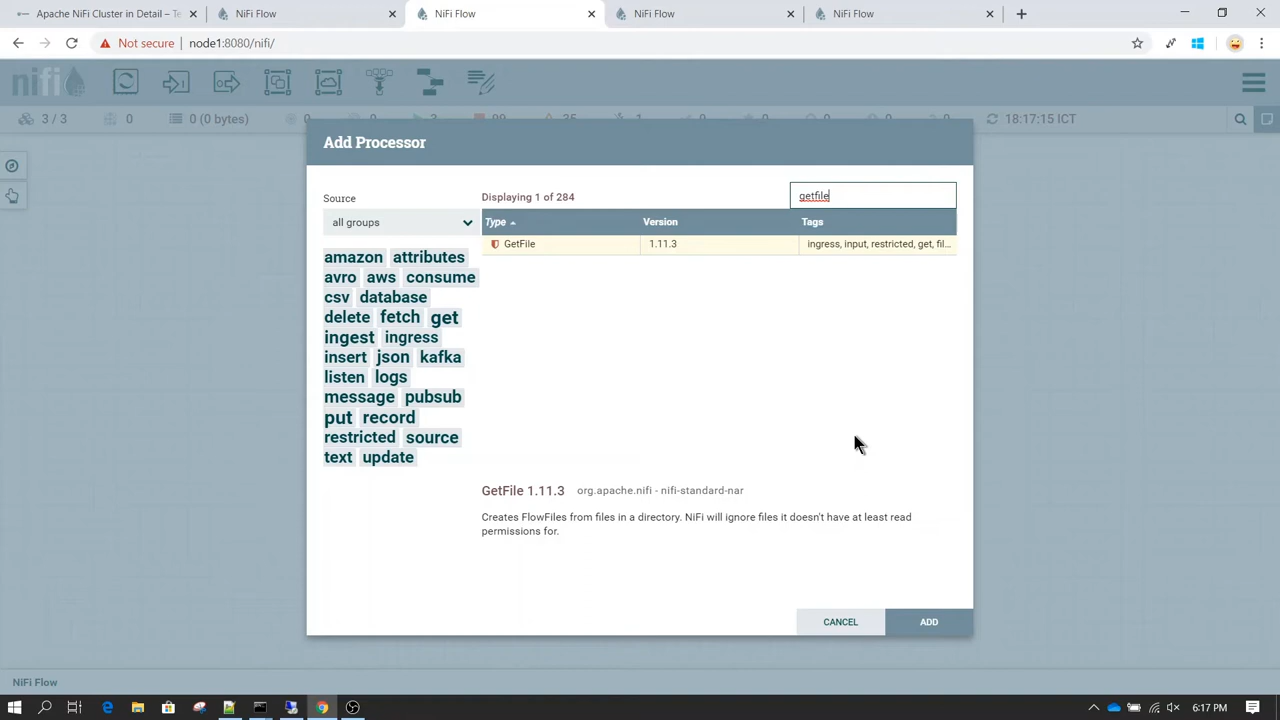 Apache NiFi Cluster in Detail – Te
NiFi Flow
NiFi Flow
NiFi Flow
NiFi Flow
Not secure
node1:8080/nifi/
nifi
3 / 3
0
0 (0 bytes)
18:17:15 ICT
Add Processor
Source
Displaying 1 of 284
getfile
all groups
Type
Version
Tags
GetFile
1.11.3
ingress, input, restricted, get, fil...
amazon attributes
avro aws consume
csv database
delete fetch get
ingest ingress
insert json kafka
listen logs
message pubsub
put record
restricted source
text update
GetFile 1.11.3
org.apache.nifi - nifi-standard-nar
Creates FlowFiles from files in a directory. NiFi will ignore files it doesn't have at least read
permissions for.
CANCEL
ADD
NiFi Flow
6:17 PM